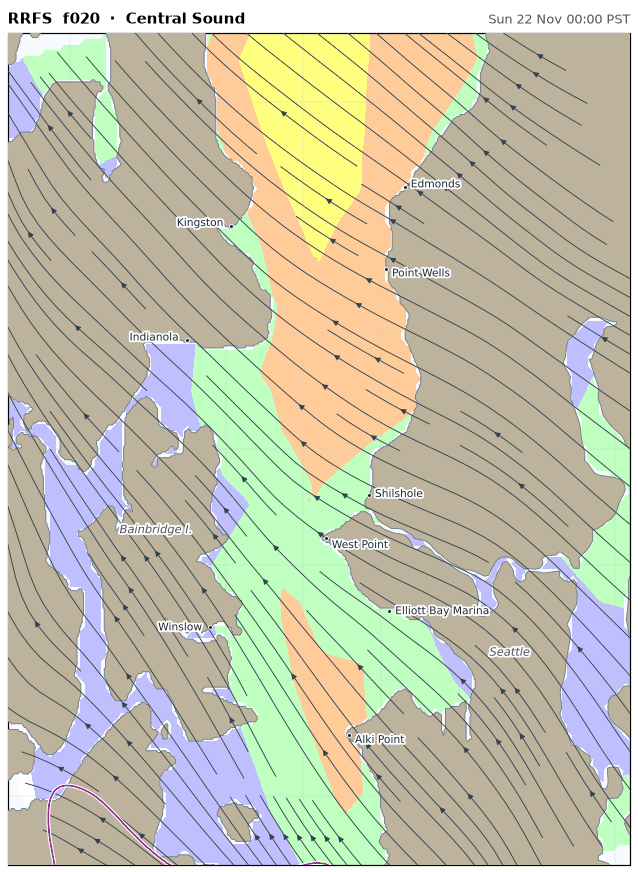 RRFS f020 · Central Sound
Sun 22 Nov 00:00 PST
Edmonds
Kingston
Point Wells
Indianola
Shilshole
Bainbridge I.
West Point
Elliott Bay Marina
Winslow
Seattle
Alki Point